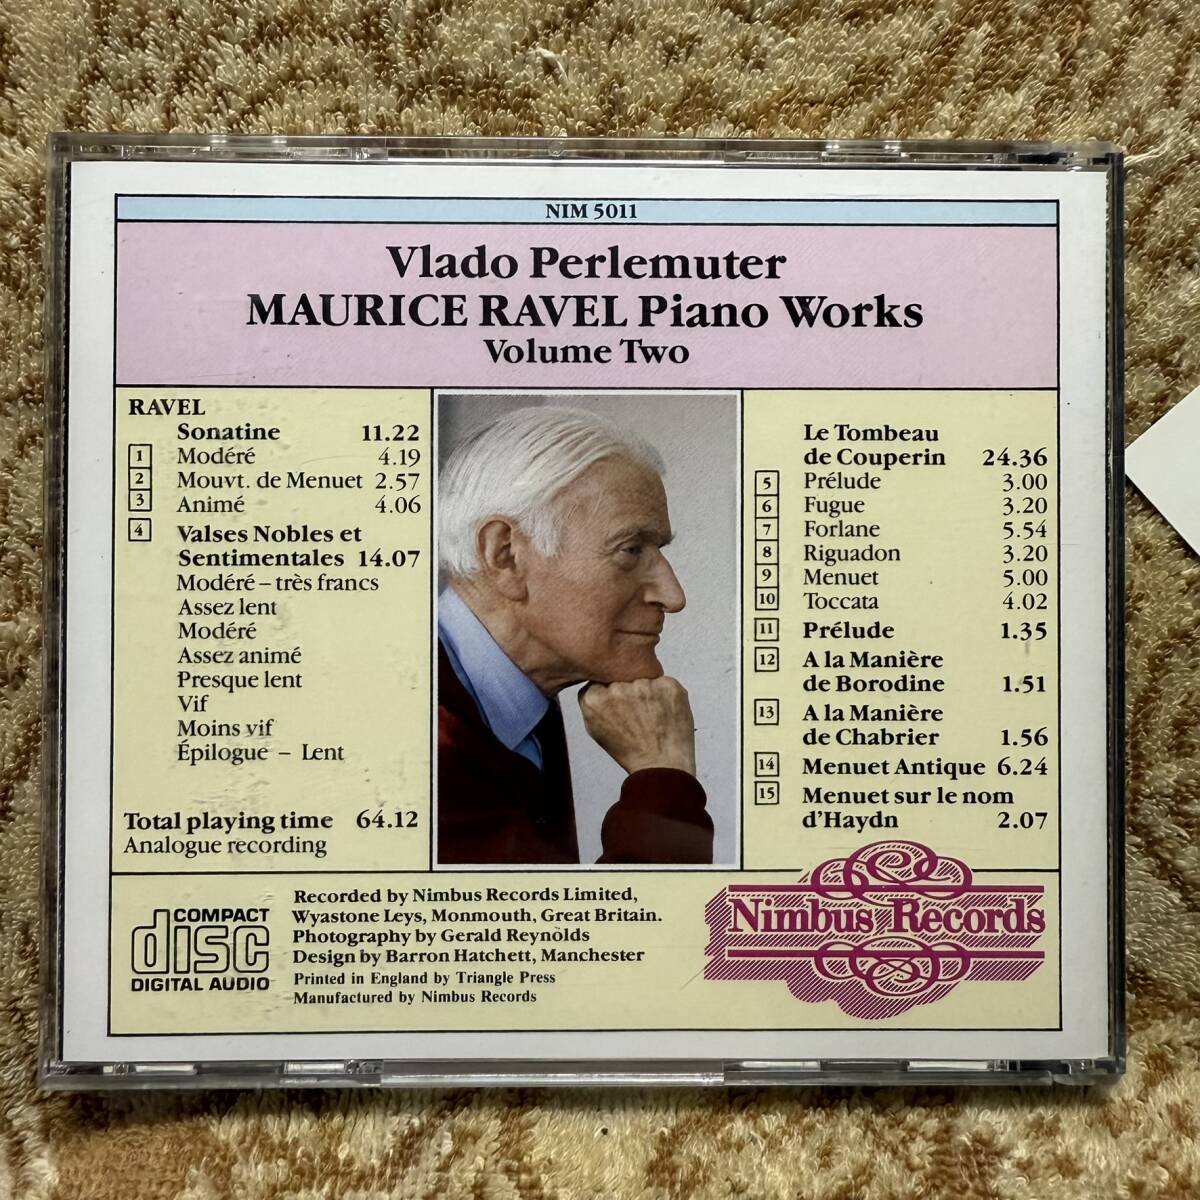 NIM 5011
Vlado Perlemuter
MAURICE RAVEL Piano Works
Volume Two
RAVEL
Sonatine 11.22
1 Modéré 4.19
2 Mouvt. de Menuet 2.57
3 Animé 4.06
4 Valses Nobles et
Sentimentales 14.07
Modéré – très francs
Assez lent
Modéré
Assez animé
Presque lent
Vif
Moins vif
Épilogue – Lent
Total playing time 64.12
Analogue recording
Le Tombeau
de Couperin 24.36
5 Prélude 3.00
6 Fugue 3.20
7 Forlane 5.54
8 Riguadon 3.20
9 Menuet 5.00
10 Toccata 4.02
11 Prélude 1.35
12 A la Manière
de Borodine 1.51
13 A la Manière
de Chabrier 1.56
14 Menuet Antique 6.24
15 Menuet sur le nom
d'Haydn 2.07
COMPACT
disc
DIGITAL AUDIO
Recorded by Nimbus Records Limited,
Wyastone Leys, Monmouth, Great Britain.
Photography by Gerald Reynolds
Design by Barron Hatchett, Manchester
Printed in England by Triangle Press
Manufactured by Nimbus Records
Nimbus Records